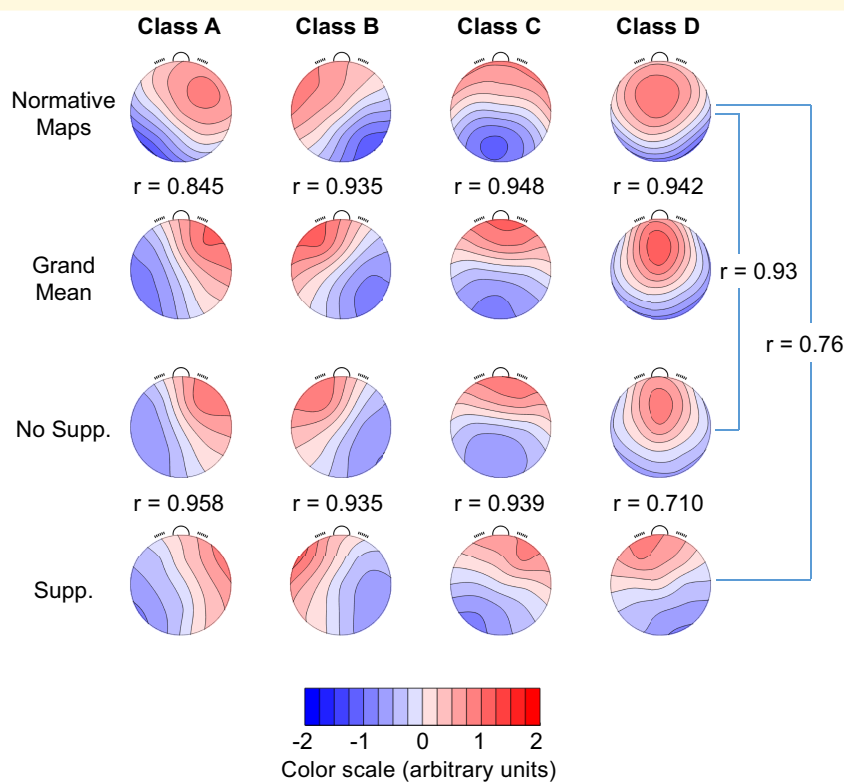 Class A Class B Class C Class D
Normative
Maps
r = 0.845 r = 0.935 r = 0.948 r = 0.942
Grand
Mean
r = 0.93
r = 0.76
No Supp.
r = 0.958 r = 0.935 r = 0.939 r = 0.710
Supp.
-2 -1 0 1 2
Color scale (arbitrary units)